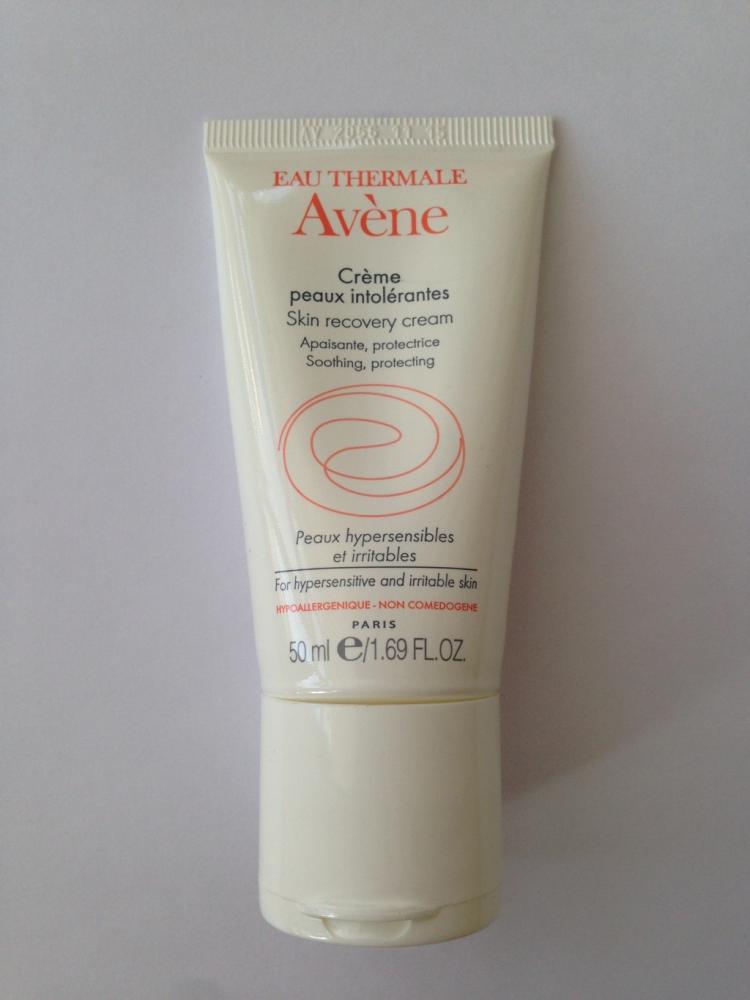 EAU THERMALE
Avène
Crème
peaux intolérantes
Skin recovery cream
Apaisante, protectrice
Soothing, protecting
Peaux hypersensibles
et irritables
For hypersensitive and irritable skin
HYPOALLERGENIQUE - NON COMEDOGENE
PARIS
50 ml e/1.69 FL.OZ.